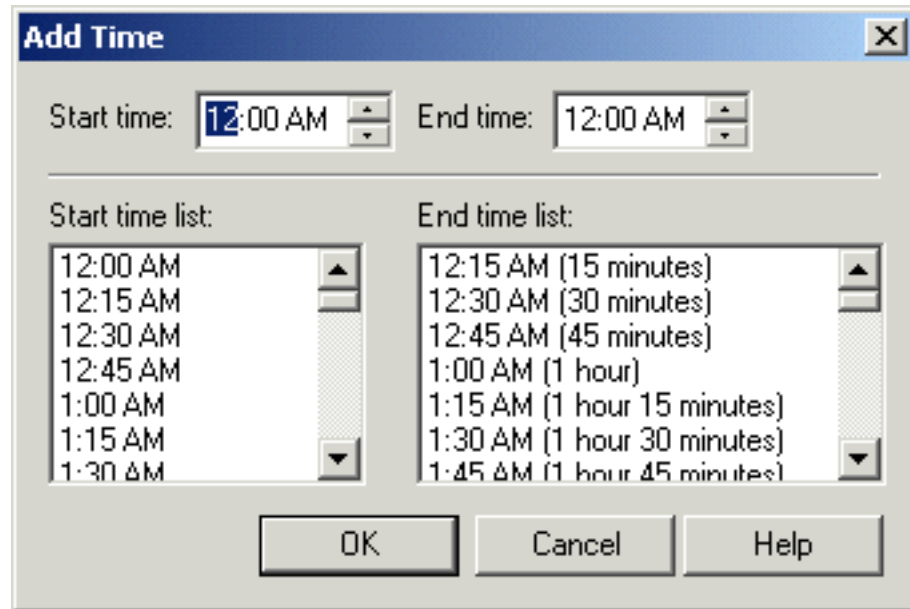 Add Time
Start time: 12:00 AM End time: 12:00 AM
Start time list: End time list:
12:00 AM 12:15 AM (15 minutes)
12:15 AM 12:30 AM (30 minutes)
12:30 AM 12:45 AM (45 minutes)
12:45 AM 1:00 AM (1 hour)
1:00 AM 1:15 AM (1 hour 15 minutes)
1:15 AM 1:30 AM (1 hour 30 minutes)
1:30 AM 1:45 AM (1 hour 45 minutes)
OK Cancel Help